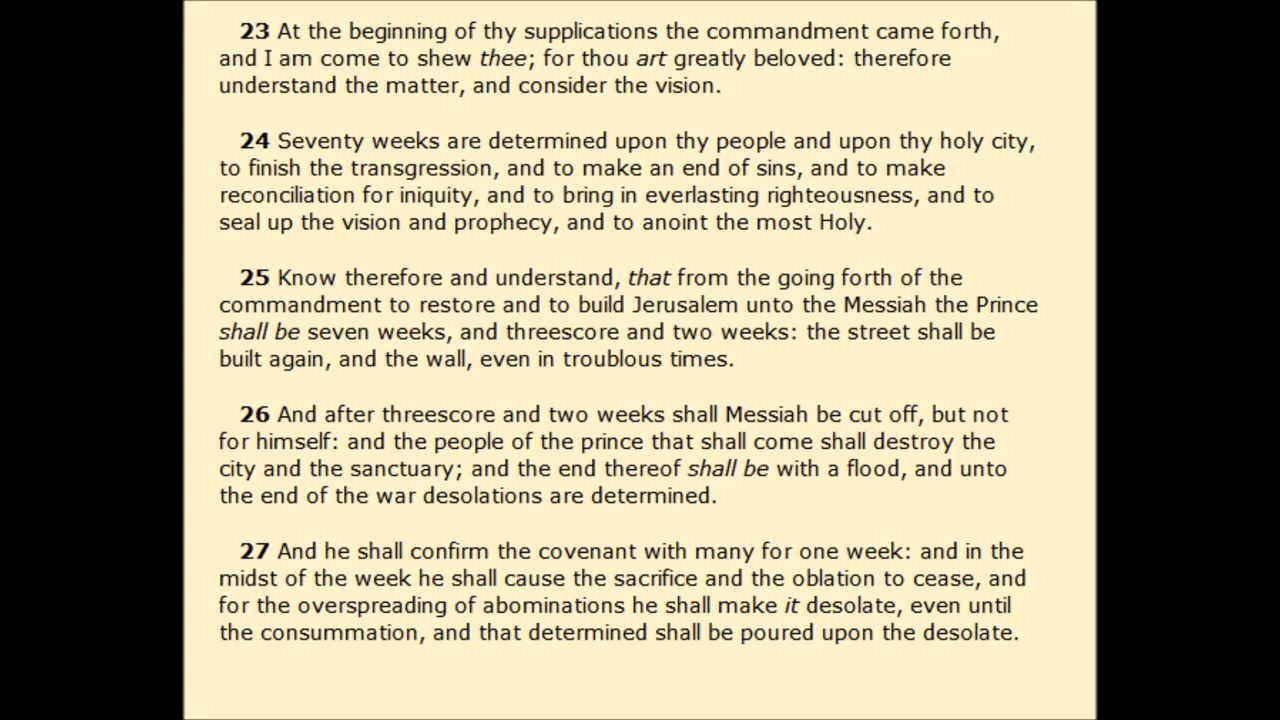 23 At the beginning of thy supplications the commandment came forth,
and I am come to shew thee; for thou art greatly beloved: therefore
understand the matter, and consider the vision.
24 Seventy weeks are determined upon thy people and upon thy holy city,
to finish the transgression, and to make an end of sins, and to make
reconciliation for iniquity, and to bring in everlasting righteousness, and to
seal up the vision and prophecy, and to anoint the most Holy.
25 Know therefore and understand, that from the going forth of the
commandment to restore and to build Jerusalem unto the Messiah the Prince
shall be seven weeks, and threescore and two weeks: the street shall be
built again, and the wall, even in troublous times.
26 And after threescore and two weeks shall Messiah be cut off, but not
for himself: and the people of the prince that shall come shall destroy the
city and the sanctuary; and the end thereof shall be with a flood, and unto
the end of the war desolations are determined.
27 And he shall confirm the covenant with many for one week: and in the
midst of the week he shall cause the sacrifice and the oblation to cease, and
for the overspreading of abominations he shall make it desolate, even until
the consummation, and that determined shall be poured upon the desolate.